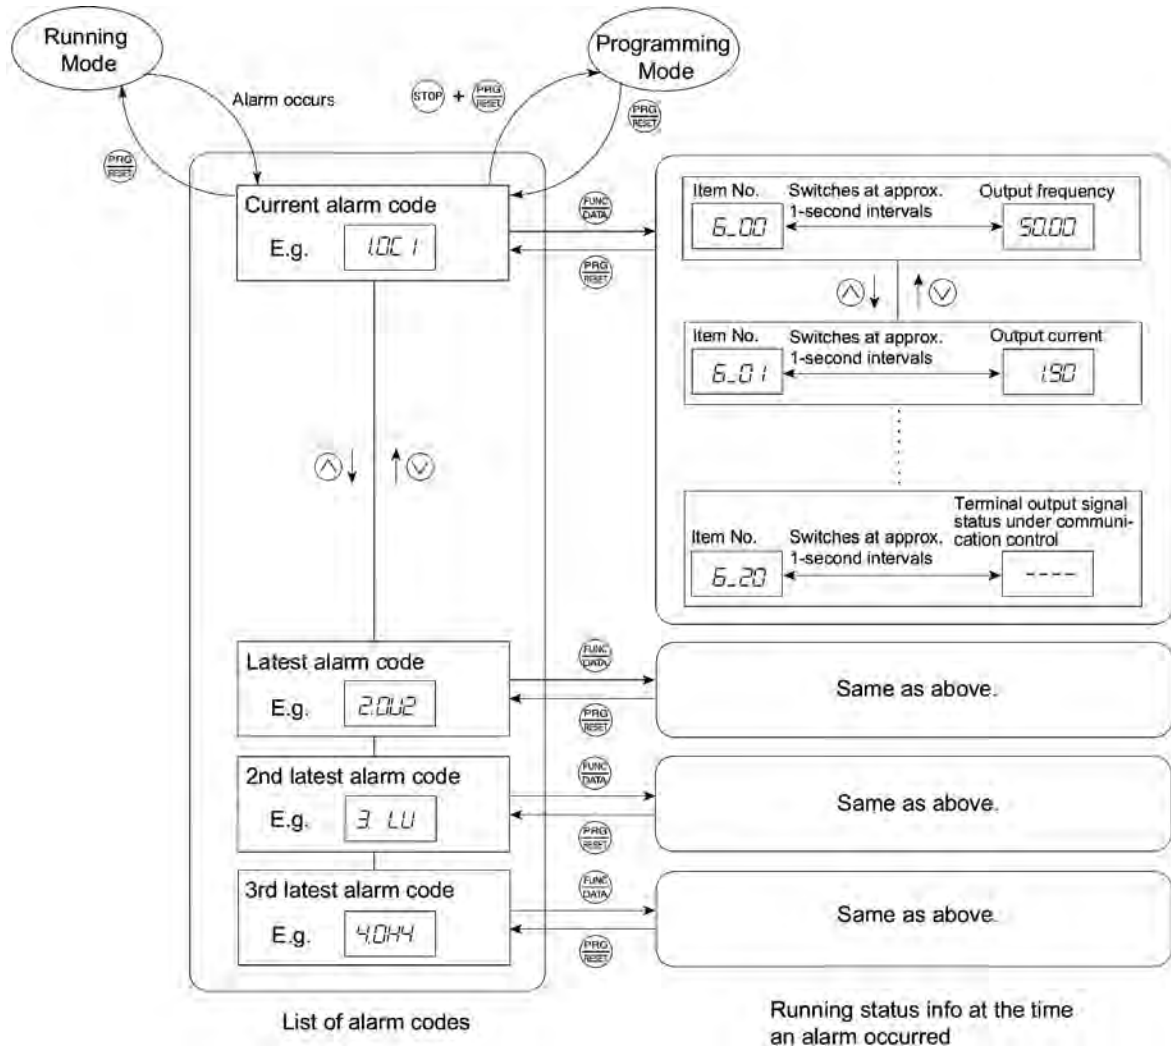 Running
Mode
Programming
Mode
Alarm occurs
STOP + PRG
RESET
PRG
RESET
PRG
RESET
Current alarm code
E.g. 1.OC1
FUNC
DATA
PRG
RESET
Item No. Switches at approx. Output frequency
6_00 1-second intervals 50.00
Item No. Switches at approx. Output current
6_01 1-second intervals 1.90
Terminal output signal
status under communi-
Item No. Switches at approx. cation control
6_20 1-second intervals ----
Latest alarm code
E.g. 2.OU2
FUNC
DATA
PRG
RESET
Same as above.
2nd latest alarm code
E.g. 3. LU
FUNC
DATA
PRG
RESET
Same as above.
3rd latest alarm code
E.g. 4.OH4
FUNC
DATA
PRG
RESET
Same as above.
List of alarm codes
Running status info at the time
an alarm occurred